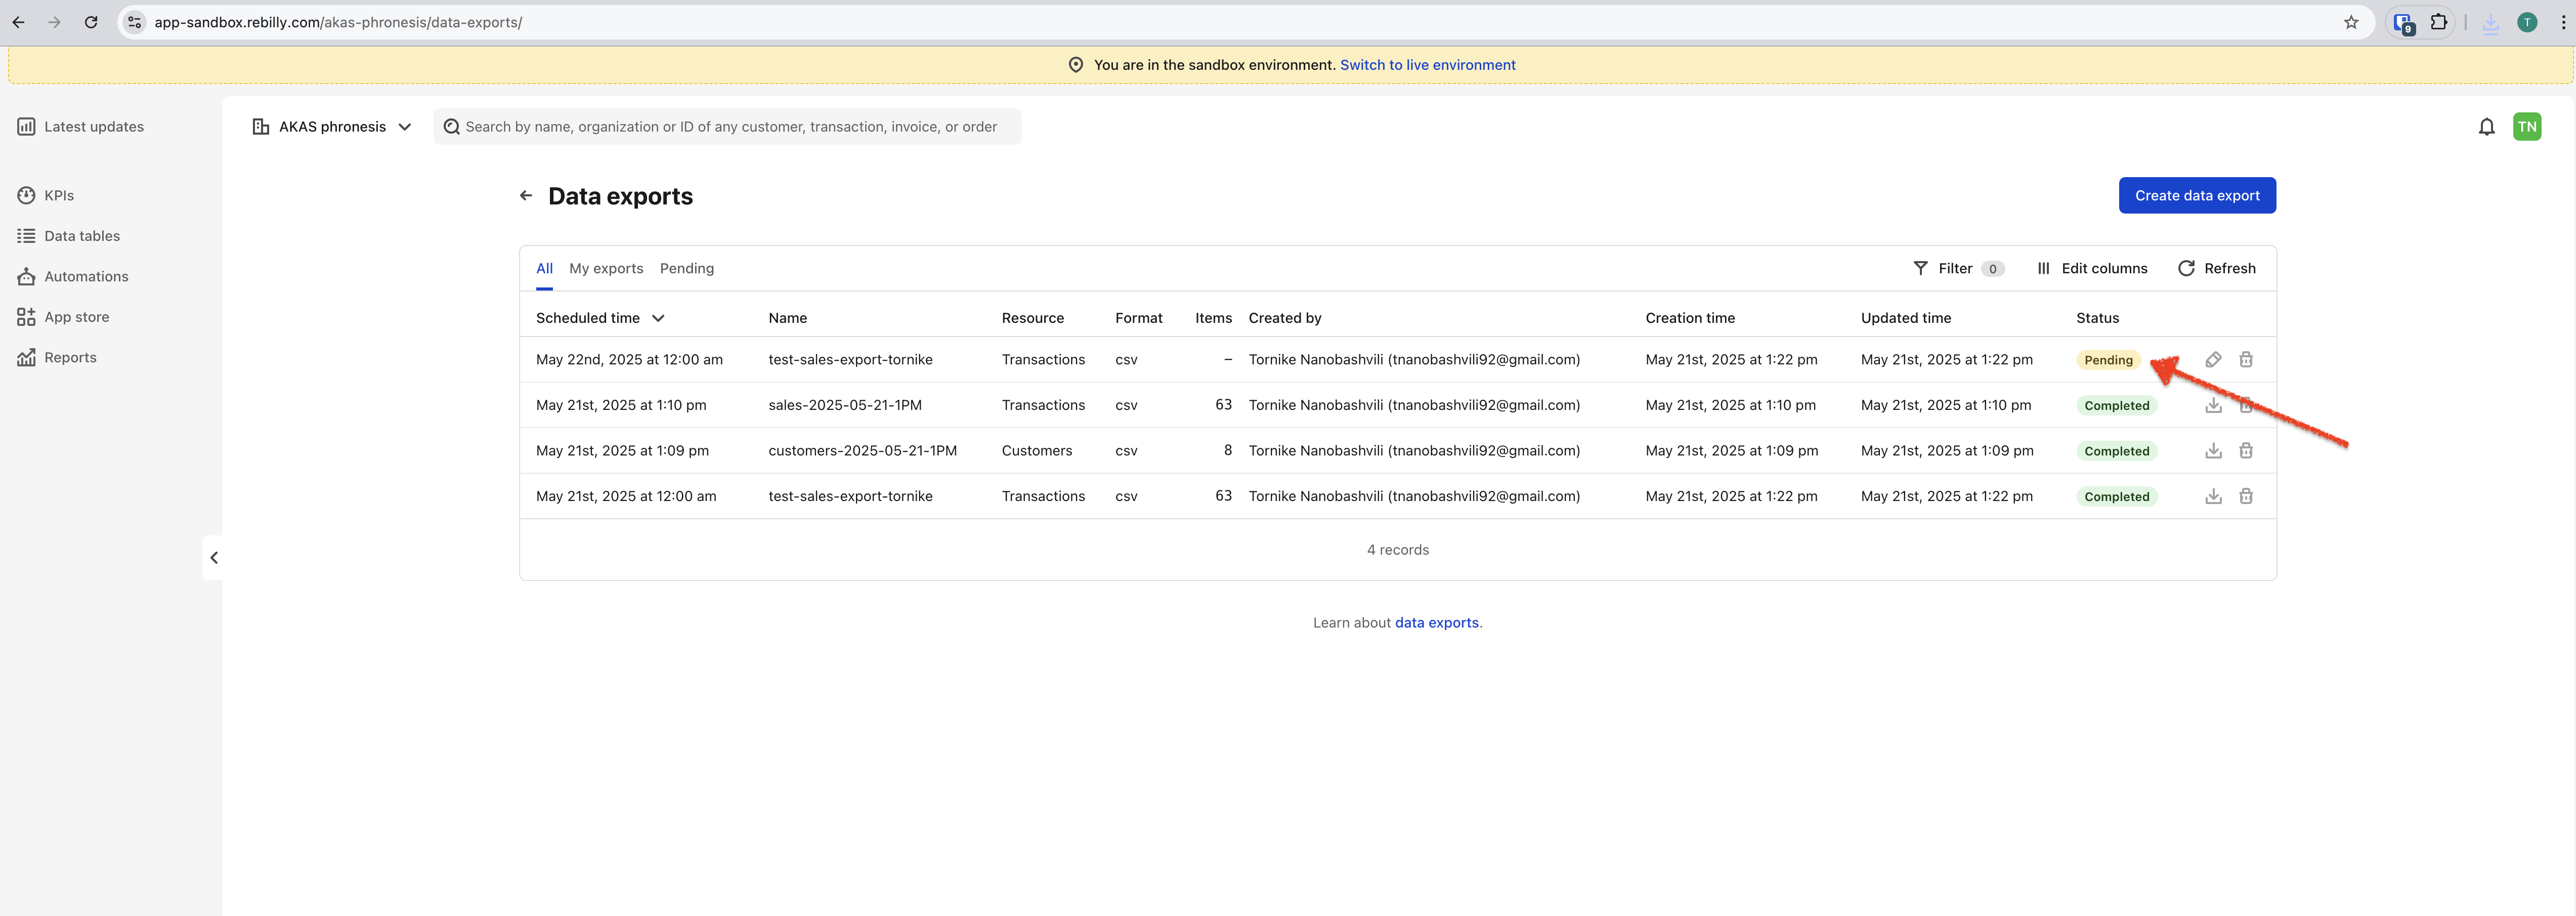 app-sandbox.rebilly.com/akas-phronesis/data-exports/
9
T
You are in the sandbox environment. Switch to live environment
Latest updates
AKAS phronesis
Search by name, organization or ID of any customer, transaction, invoice, or order
TN
KPIs
Data tables
Automations
App store
Reports
Data exports
Create data export
All My exports Pending
Filter 0 Edit columns Refresh
Scheduled time Name Resource Format Items Created by Creation time Updated time Status
May 22nd, 2025 at 12:00 am test-sales-export-tornike Transactions csv – Tornike Nanobashvili (tnanobashvili92@gmail.com) May 21st, 2025 at 1:22 pm May 21st, 2025 at 1:22 pm Pending
May 21st, 2025 at 1:10 pm sales-2025-05-21-1PM Transactions csv 63 Tornike Nanobashvili (tnanobashvili92@gmail.com) May 21st, 2025 at 1:10 pm May 21st, 2025 at 1:10 pm Completed
May 21st, 2025 at 1:09 pm customers-2025-05-21-1PM Customers csv 8 Tornike Nanobashvili (tnanobashvili92@gmail.com) May 21st, 2025 at 1:09 pm May 21st, 2025 at 1:09 pm Completed
May 21st, 2025 at 12:00 am test-sales-export-tornike Transactions csv 63 Tornike Nanobashvili (tnanobashvili92@gmail.com) May 21st, 2025 at 1:22 pm May 21st, 2025 at 1:22 pm Completed
4 records
Learn about data exports.